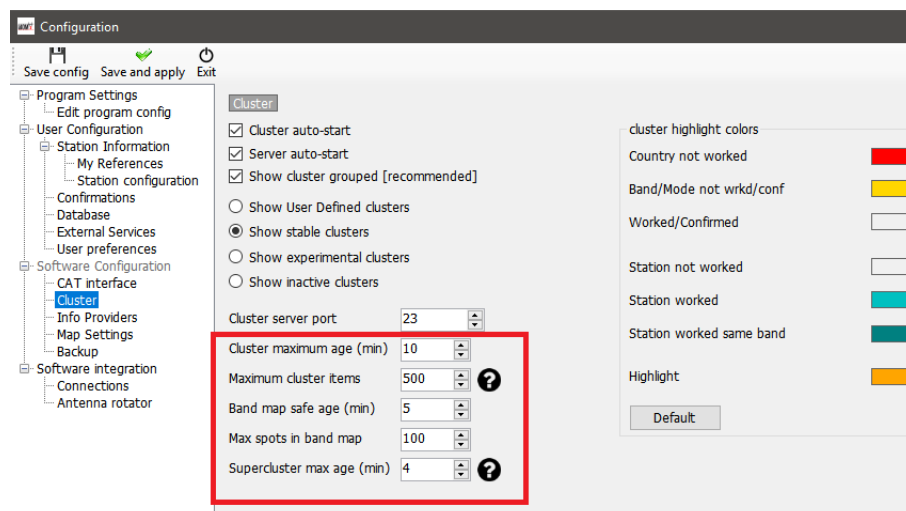 Configuration
Save config Save and apply Exit
Program Settings
Edit program config
User Configuration
Station Information
My References
Station configuration
Confirmations
Database
External Services
User preferences
Software Configuration
CAT interface
Cluster
Info Providers
Map Settings
Backup
Software integration
Connections
Antenna rotator
Cluster
Cluster auto-start
Server auto-start
Show cluster grouped [recommended]
Show User Defined clusters
Show stable clusters
Show experimental clusters
Show inactive clusters
Cluster server port 23
Cluster maximum age (min) 10
Maximum cluster items 500 ?
Band map safe age (min) 5
Max spots in band map 100
Supercluster max age (min) 4 ?
cluster highlight colors
Country not worked
Band/Mode not wrkd/conf
Worked/Confirmed
Station not worked
Station worked
Station worked same band
Highlight
Default